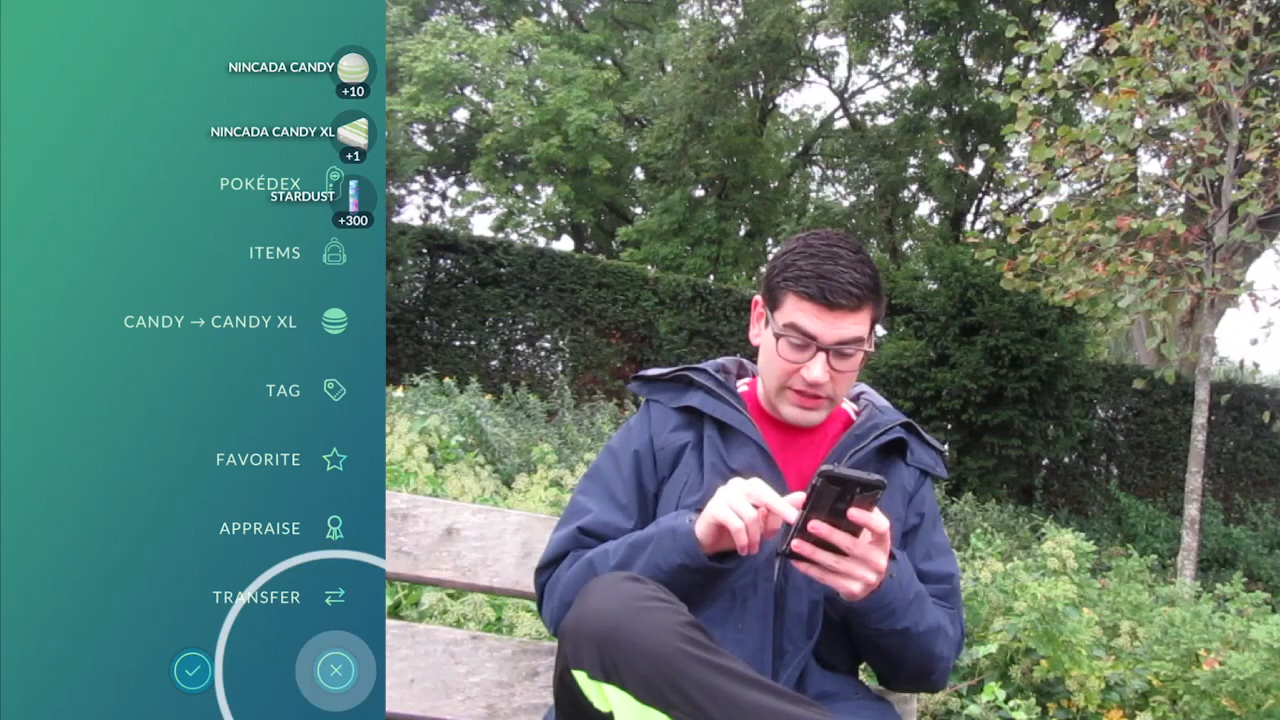 NINCADA CANDY
+10
NINCADA CANDY XL
+1
POKÉDEX
STARDUST
+300
ITEMS
CANDY → CANDY XL
TAG
FAVORITE
APPRAISE
TRANSFER